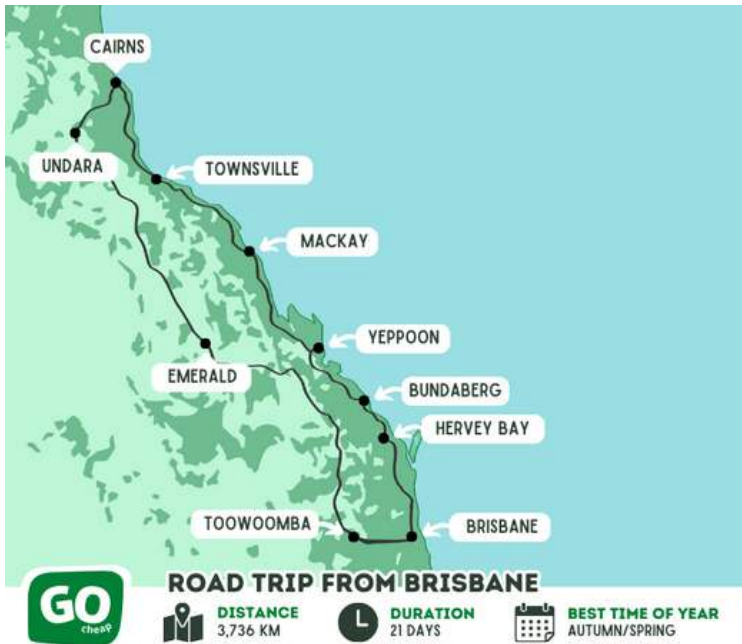 CAIRNS
UNDARA
TOWNSVILLE
MACKAY
YEPPOON
EMERALD
BUNDABERG
HERVEY BAY
TOOWOOMBA
BRISBANE
GO
cheap
ROAD TRIP FROM BRISBANE
DISTANCE
3,736 KM
DURATION
21 DAYS
BEST TIME OF YEAR
AUTUMN/SPRING